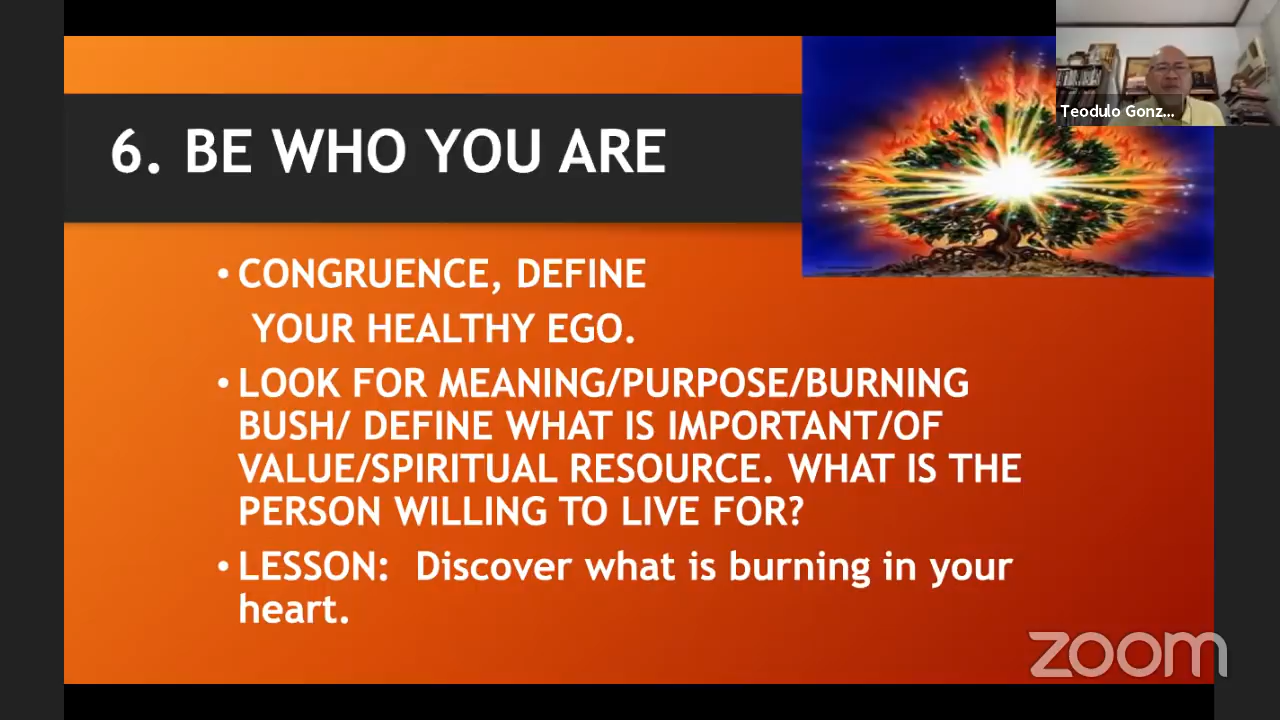 6. BE WHO YOU ARE
Teodulo Gonz...
• CONGRUENCE, DEFINE
YOUR HEALTHY EGO.
• LOOK FOR MEANING/PURPOSE/BURNING
BUSH/ DEFINE WHAT IS IMPORTANT/OF
VALUE/SPIRITUAL RESOURCE. WHAT IS THE
PERSON WILLING TO LIVE FOR?
• LESSON: Discover what is burning in your
heart.
zoom